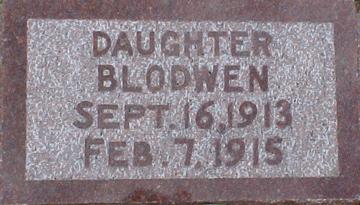 DAUGHTER
BLODWEN
SEPT. 16, 1913
FEB. 7, 1915